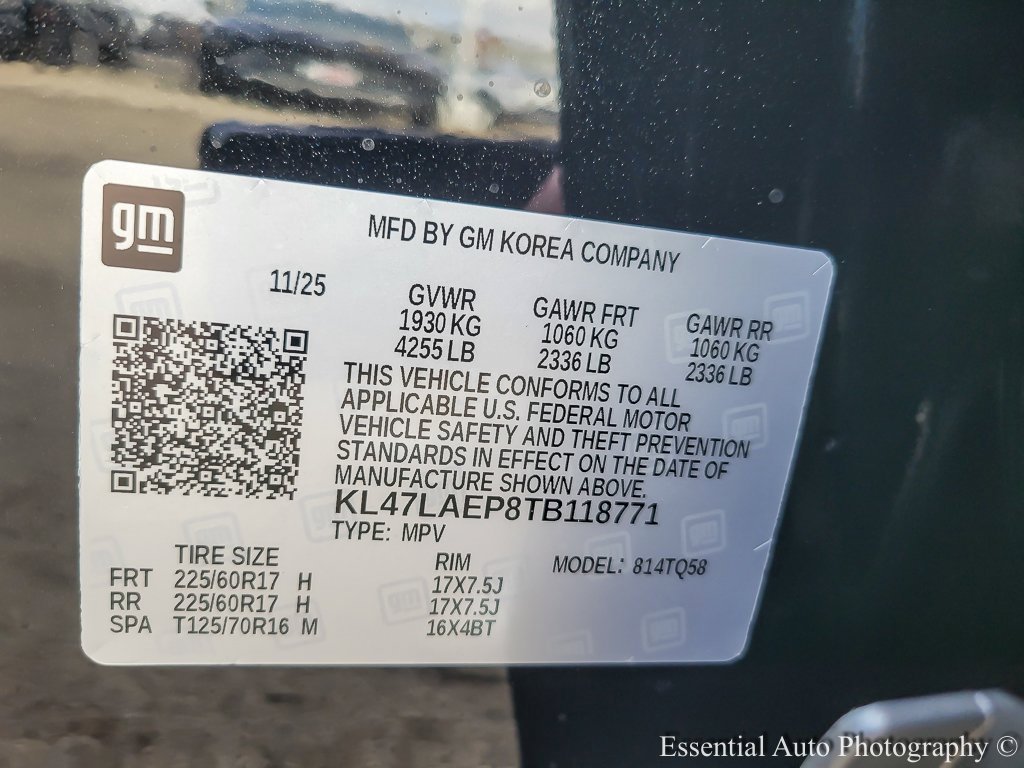 gm
MFD BY GM KOREA COMPANY
11/25
GVWR GAWR FRT GAWR RR
1930 KG 1060 KG 1060 KG
4255 LB 2336 LB 2336 LB
THIS VEHICLE CONFORMS TO ALL
APPLICABLE U.S. FEDERAL MOTOR
VEHICLE SAFETY AND THEFT PREVENTION
STANDARDS IN EFFECT ON THE DATE OF
MANUFACTURE SHOWN ABOVE.
KL47LAEP8TB118771
TYPE: MPV
TIRE SIZE RIM MODEL: 814TQ58
FRT 225/60R17 H 17X7.5J
RR 225/60R17 H 17X7.5J
SPA T125/70R16 M 16X4BT
Essential Auto Photography ©